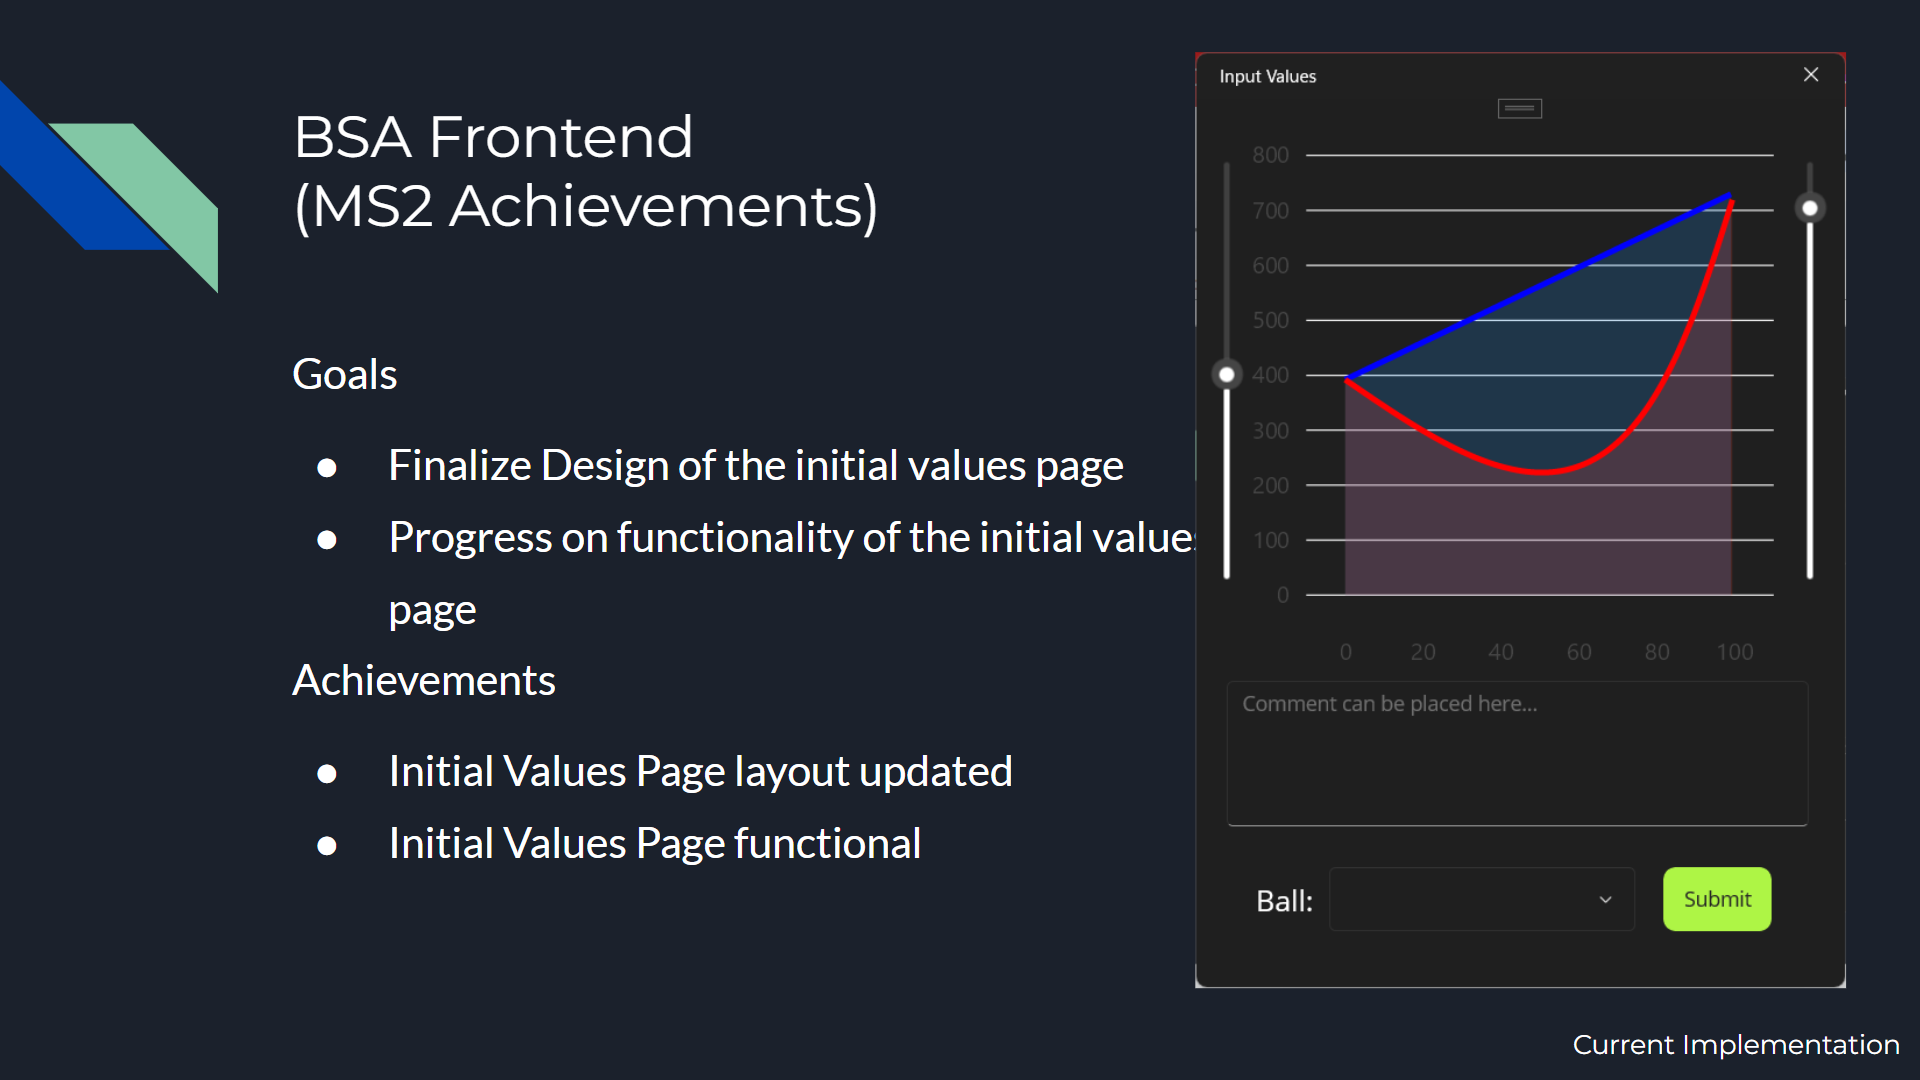 BSA Frontend
(MS2 Achievements)
Goals
● Finalize Design of the initial values page
● Progress on functionality of the initial values
page
Achievements
● Initial Values Page layout updated
● Initial Values Page functional
Input Values
800
700
600
500
400
300
200
100
0
0 20 40 60 80 100
Comment can be placed here...
Ball:
Submit
Current Implementation